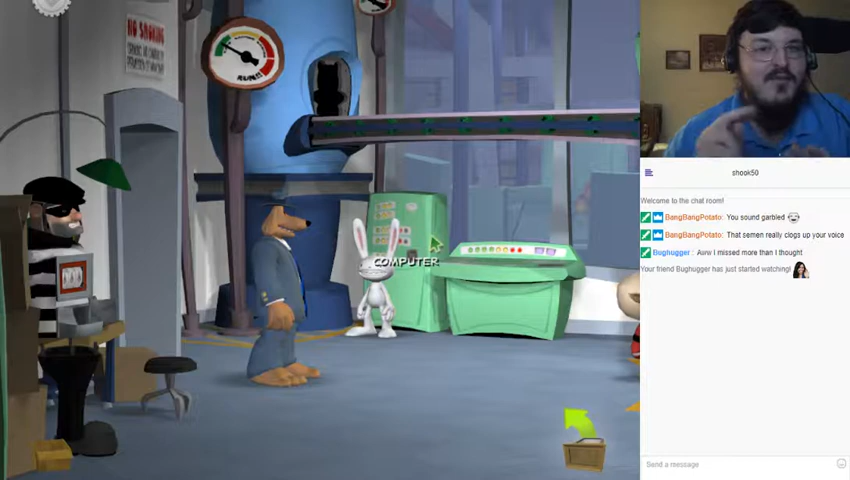 NO SMOKING
COMPUTER
shook50
Welcome to the chat room!
BangBangPotato: You sound garbled
BangBangPotato: That semen really clogs up your voice
Bughugger : Aww I missed more than I thought
Your friend Bughugger has just started watching!
Send a message